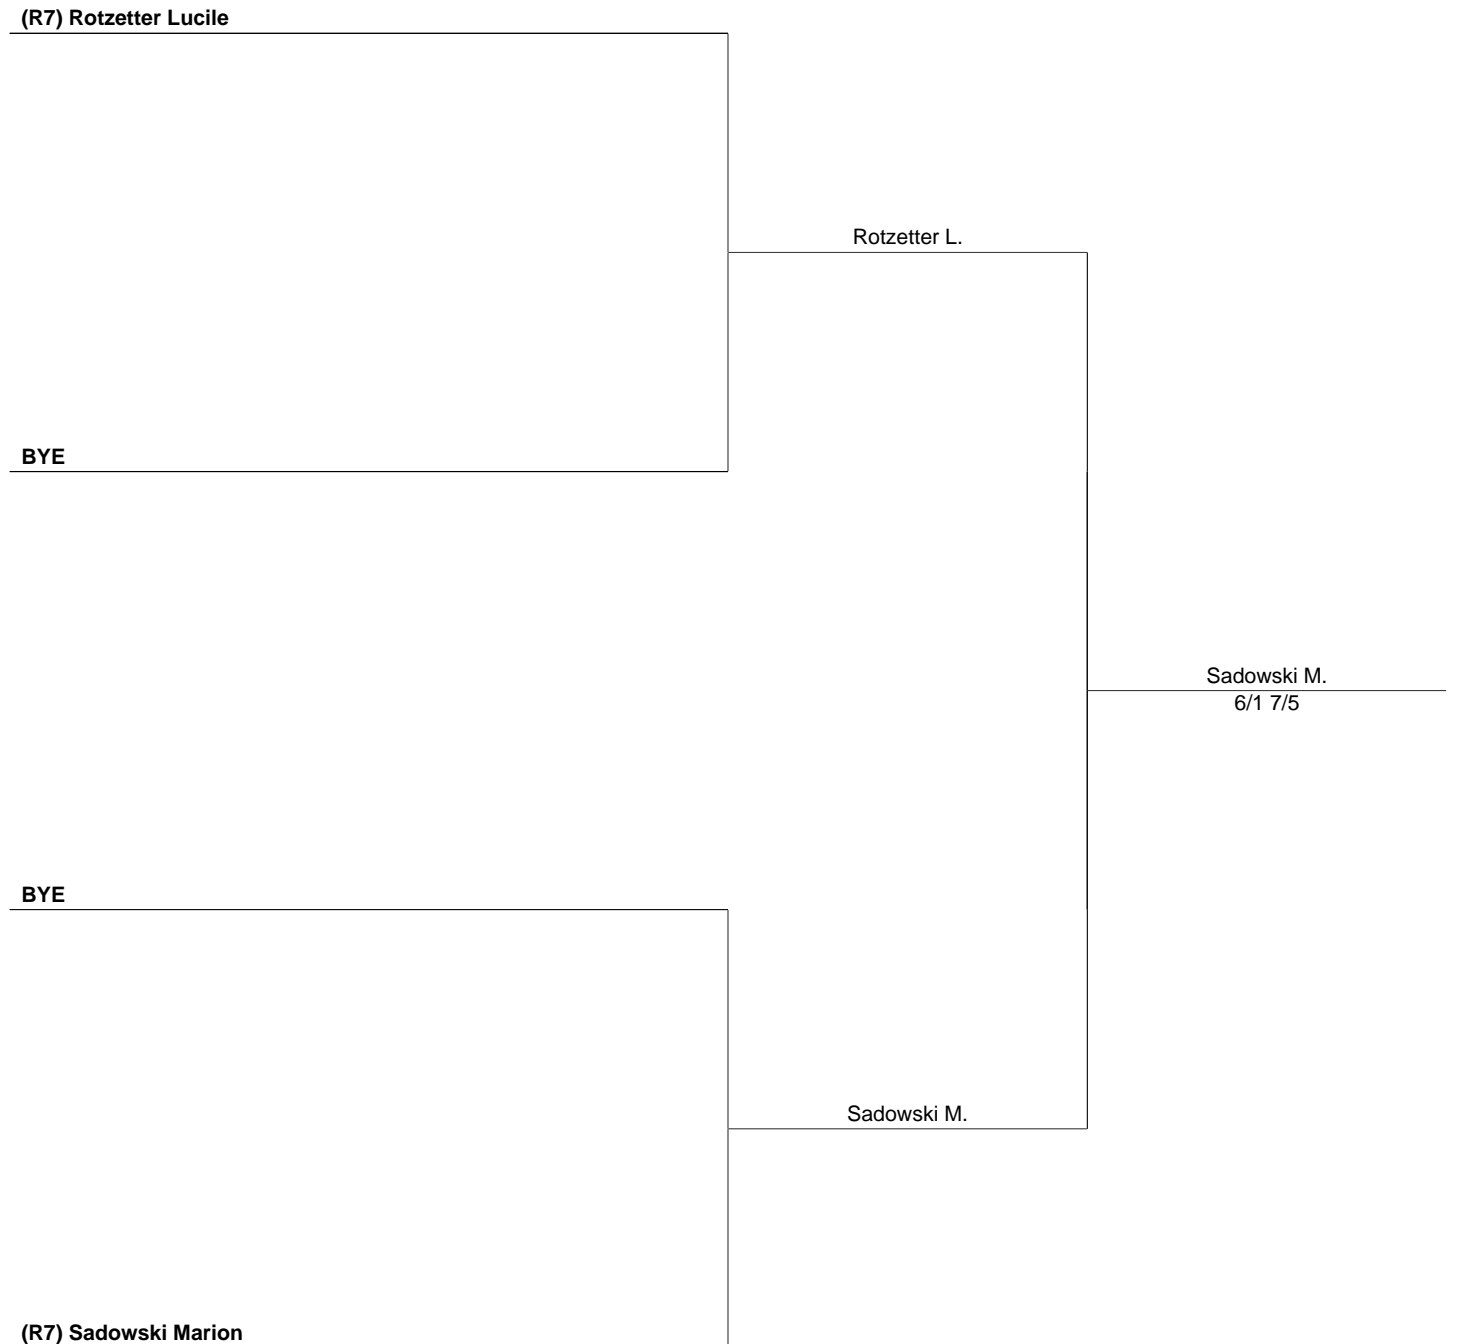 (R7) Rotzetter Lucile
Rotzetter L.
BYE
Sadowski M.
6/1 7/5
BYE
Sadowski M.
(R7) Sadowski Marion